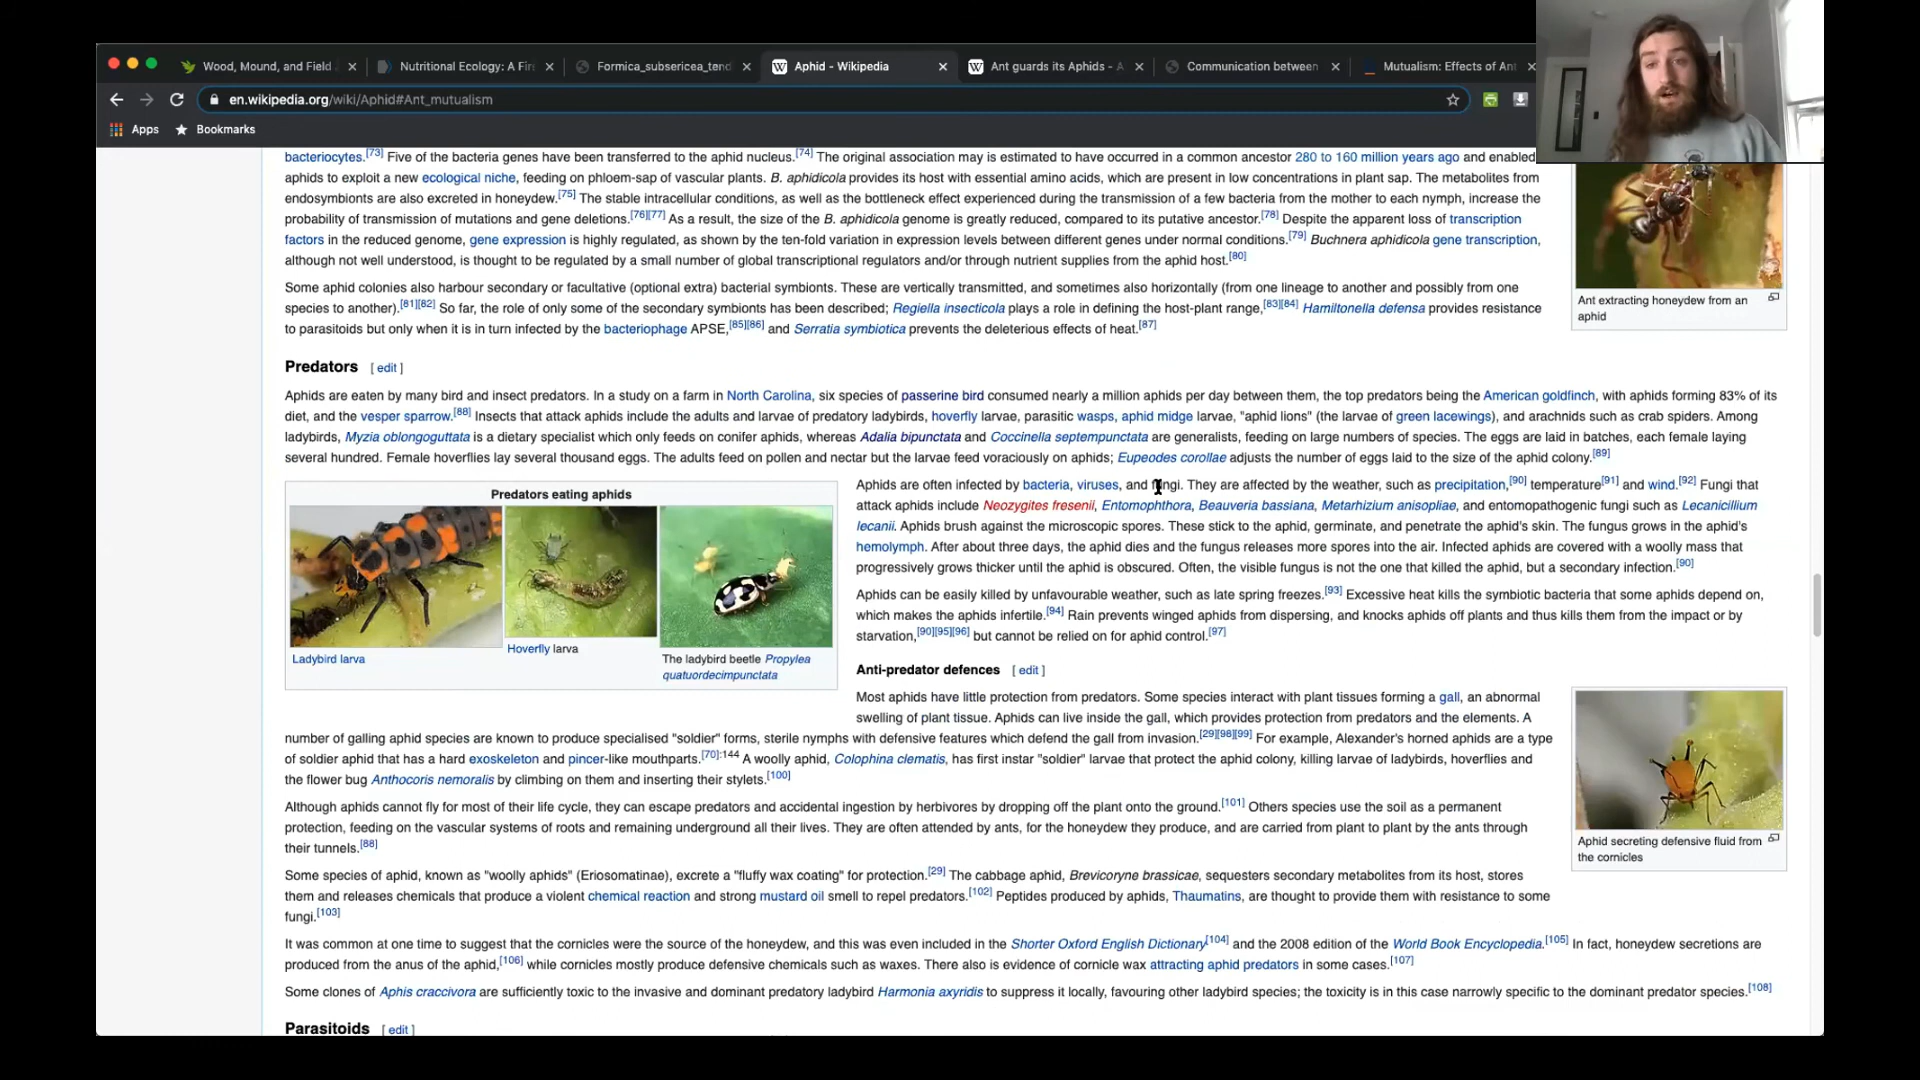 Wood, Mound, and Field
Nutritional Ecology: A Fir
Formica_subsericea_tend
Aphid - Wikipedia
Ant guards its Aphids - A
Communication between
Mutualism: Effects of Ant
en.wikipedia.org/wiki/Aphid#Ant_mutualism
Apps
Bookmarks
bacteriocytes.[73] Five of the bacteria genes have been transferred to the aphid nucleus.[74] The original association may is estimated to have occurred in a common ancestor 280 to 160 million years ago and enabled
aphids to exploit a new ecological niche, feeding on phloem-sap of vascular plants. B. aphidicola provides its host with essential amino acids, which are present in low concentrations in plant sap. The metabolites from
endosymbionts are also excreted in honeydew.[75] The stable intracellular conditions, as well as the bottleneck effect experienced during the transmission of a few bacteria from the mother to each nymph, increase the
probability of transmission of mutations and gene deletions.[76][77] As a result, the size of the B. aphidicola genome is greatly reduced, compared to its putative ancestor.[78] Despite the apparent loss of transcription
factors in the reduced genome, gene expression is highly regulated, as shown by the ten-fold variation in expression levels between different genes under normal conditions.[79] Buchnera aphidicola gene transcription,
although not well understood, is thought to be regulated by a small number of global transcriptional regulators and/or through nutrient supplies from the aphid host.[80]
Some aphid colonies also harbour secondary or facultative (optional extra) bacterial symbionts. These are vertically transmitted, and sometimes also horizontally (from one lineage to another and possibly from one
species to another).[81][82] So far, the role of only some of the secondary symbionts has been described; Regiella insecticola plays a role in defining the host-plant range,[83][84] Hamiltonella defensa provides resistance
to parasitoids but only when it is in turn infected by the bacteriophage APSE,[85][86] and Serratia symbiotica prevents the deleterious effects of heat.[87]
Ant extracting honeydew from an
aphid
Predators [ edit ]
Aphids are eaten by many bird and insect predators. In a study on a farm in North Carolina, six species of passerine bird consumed nearly a million aphids per day between them, the top predators being the American goldfinch, with aphids forming 83% of its
diet, and the vesper sparrow.[88] Insects that attack aphids include the adults and larvae of predatory ladybirds, hoverfly larvae, parasitic wasps, aphid midge larvae, "aphid lions" (the larvae of green lacewings), and arachnids such as crab spiders. Among
ladybirds, Myzia oblongoguttata is a dietary specialist which only feeds on conifer aphids, whereas Adalia bipunctata and Coccinella septempunctata are generalists, feeding on large numbers of species. The eggs are laid in batches, each female laying
several hundred. Female hoverflies lay several thousand eggs. The adults feed on pollen and nectar but the larvae feed voraciously on aphids; Eupeodes corollae adjusts the number of eggs laid to the size of the aphid colony.[89]
Predators eating aphids
Ladybird larva
Hoverfly larva
The ladybird beetle Propylea
quatuordecimpunctata
Aphids are often infected by bacteria, viruses, and fungi. They are affected by the weather, such as precipitation,[90] temperature[91] and wind.[92] Fungi that
attack aphids include Neozygites fresenii, Entomophthora, Beauveria bassiana, Metarhizium anisopliae, and entomopathogenic fungi such as Lecanicillium
lecanii. Aphids brush against the microscopic spores. These stick to the aphid, germinate, and penetrate the aphid's skin. The fungus grows in the aphid's
hemolymph. After about three days, the aphid dies and the fungus releases more spores into the air. Infected aphids are covered with a woolly mass that
progressively grows thicker until the aphid is obscured. Often, the visible fungus is not the one that killed the aphid, but a secondary infection.[90]
Aphids can be easily killed by unfavourable weather, such as late spring freezes.[93] Excessive heat kills the symbiotic bacteria that some aphids depend on,
which makes the aphids infertile.[94] Rain prevents winged aphids from dispersing, and knocks aphids off plants and thus kills them from the impact or by
starvation,[90][95][96] but cannot be relied on for aphid control.[97]
Anti-predator defences [ edit ]
Most aphids have little protection from predators. Some species interact with plant tissues forming a gall, an abnormal
swelling of plant tissue. Aphids can live inside the gall, which provides protection from predators and the elements. A
number of galling aphid species are known to produce specialised "soldier" forms, sterile nymphs with defensive features which defend the gall from invasion.[29][98][99] For example, Alexander's horned aphids are a type
of soldier aphid that has a hard exoskeleton and pincer-like mouthparts.[70]:144 A woolly aphid, Colophina clematis, has first instar "soldier" larvae that protect the aphid colony, killing larvae of ladybirds, hoverflies and
the flower bug Anthocoris nemoralis by climbing on them and inserting their stylets.[100]
Although aphids cannot fly for most of their life cycle, they can escape predators and accidental ingestion by herbivores by dropping off the plant onto the ground.[101] Others species use the soil as a permanent
protection, feeding on the vascular systems of roots and remaining underground all their lives. They are often attended by ants, for the honeydew they produce, and are carried from plant to plant by the ants through
their tunnels.[88]
Aphid secreting defensive fluid from
the cornicles
Some species of aphid, known as "woolly aphids" (Eriosomatinae), excrete a "fluffy wax coating" for protection.[29] The cabbage aphid, Brevicoryne brassicae, sequesters secondary metabolites from its host, stores
them and releases chemicals that produce a violent chemical reaction and strong mustard oil smell to repel predators.[102] Peptides produced by aphids, Thaumatins, are thought to provide them with resistance to some
fungi.[103]
It was common at one time to suggest that the cornicles were the source of the honeydew, and this was even included in the Shorter Oxford English Dictionary[104] and the 2008 edition of the World Book Encyclopedia.[105] In fact, honeydew secretions are
produced from the anus of the aphid,[106] while cornicles mostly produce defensive chemicals such as waxes. There also is evidence of cornicle wax attracting aphid predators in some cases.[107]
Some clones of Aphis craccivora are sufficiently toxic to the invasive and dominant predatory ladybird Harmonia axyridis to suppress it locally, favouring other ladybird species; the toxicity is in this case narrowly specific to the dominant predator species.[108]
Parasitoids [ edit ]